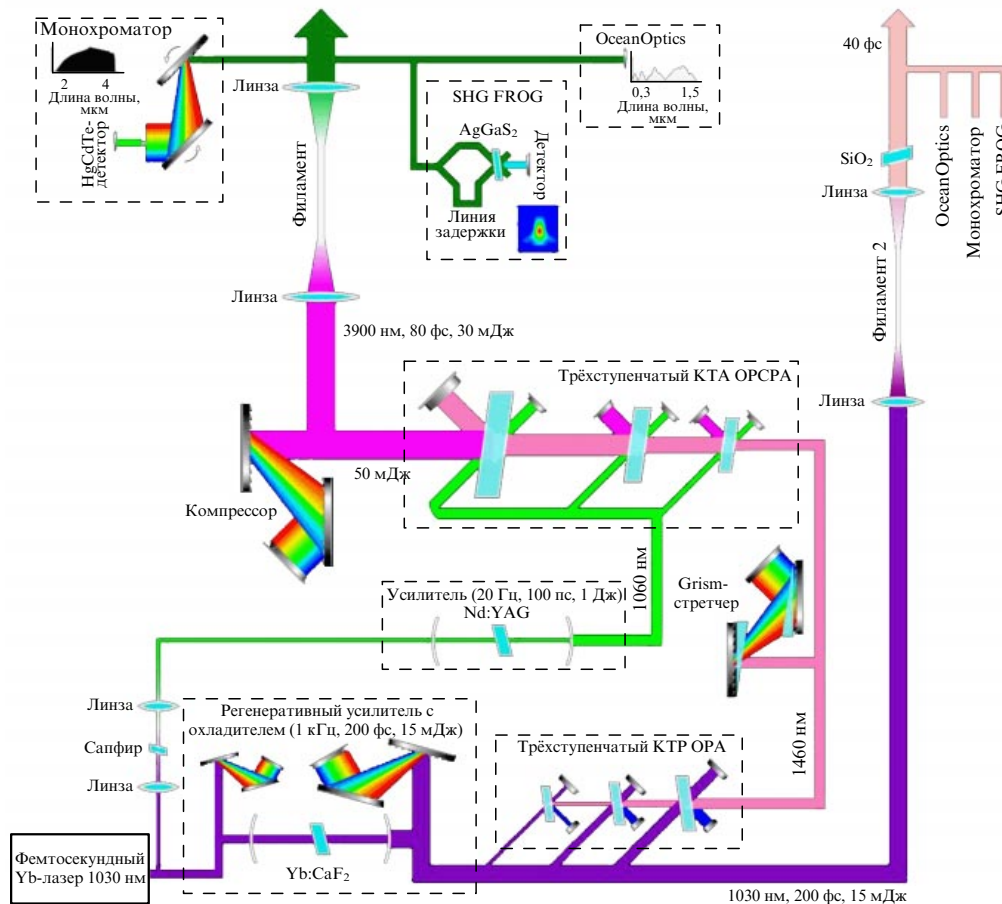 Монохроматор
2 4
Длина волны,
мкм
HgCdTe-
детектор
Линза
OceanOptics
0,3 1,5
Длина волны,
мкм
SHG FROG
AgGaS2
Детектор
Линия
задержки
Филамент
Линза
3900 нм, 80 фс, 30 мДж
40 фс
SiO2
Линза
OceanOptics
Монохроматор
SHG FROG
Филамент 2
Линза
Трёхступенчатый KTA OPCPA
50 мДж
Компрессор
1060 нм
Grism-
стретчер
Усилитель (20 Гц, 100 пс, 1 Дж)
Nd:YAG
Линза
Сапфир
Линза
Регенеративный усилитель с
охладителем (1 кГц, 200 фс, 15 мДж)
Трёхступенчатый KTP OPA
1460 нм
Фемтосекундный
Yb-лазер 1030 нм
Yb:CaF2
1030 нм, 200 фс, 15 мДж